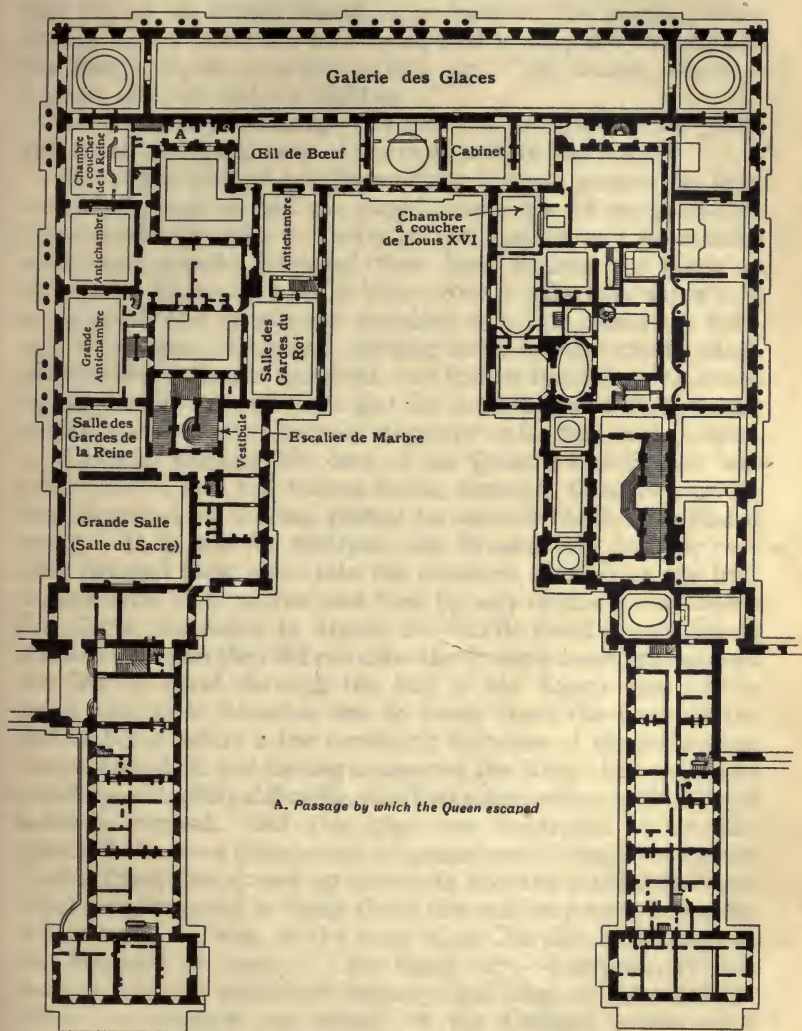 Galerie des Glaces
A
Œil de Bœuf
Cabinet
Chambre
a coucher
de la Reine
Antichambre
Antichambre
Chambre
a coucher
de Louis XVI
Grande
Antichambre
Salle des
Gardes du
Roi
Salle des
Gardes de
la Reine
Vestibule
Escalier de Marbre
Grande Salle
(Salle du Sacre)
A. Passage by which the Queen escaped